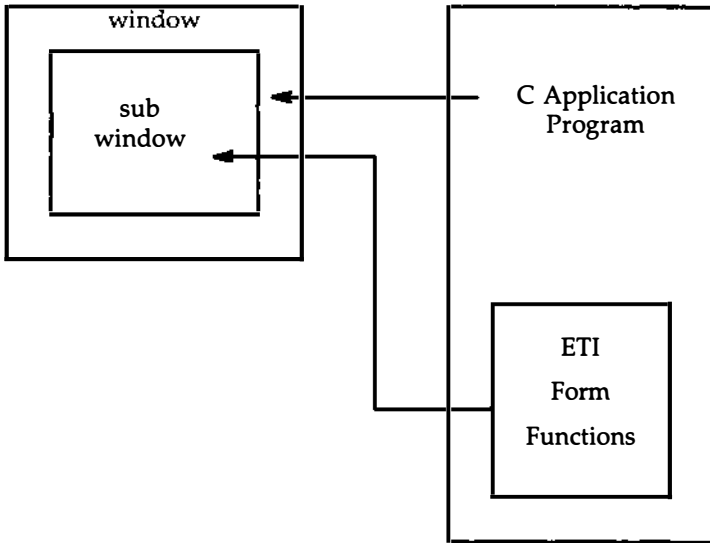 window
sub
window
C Application
Program
ETI
Form
Functions